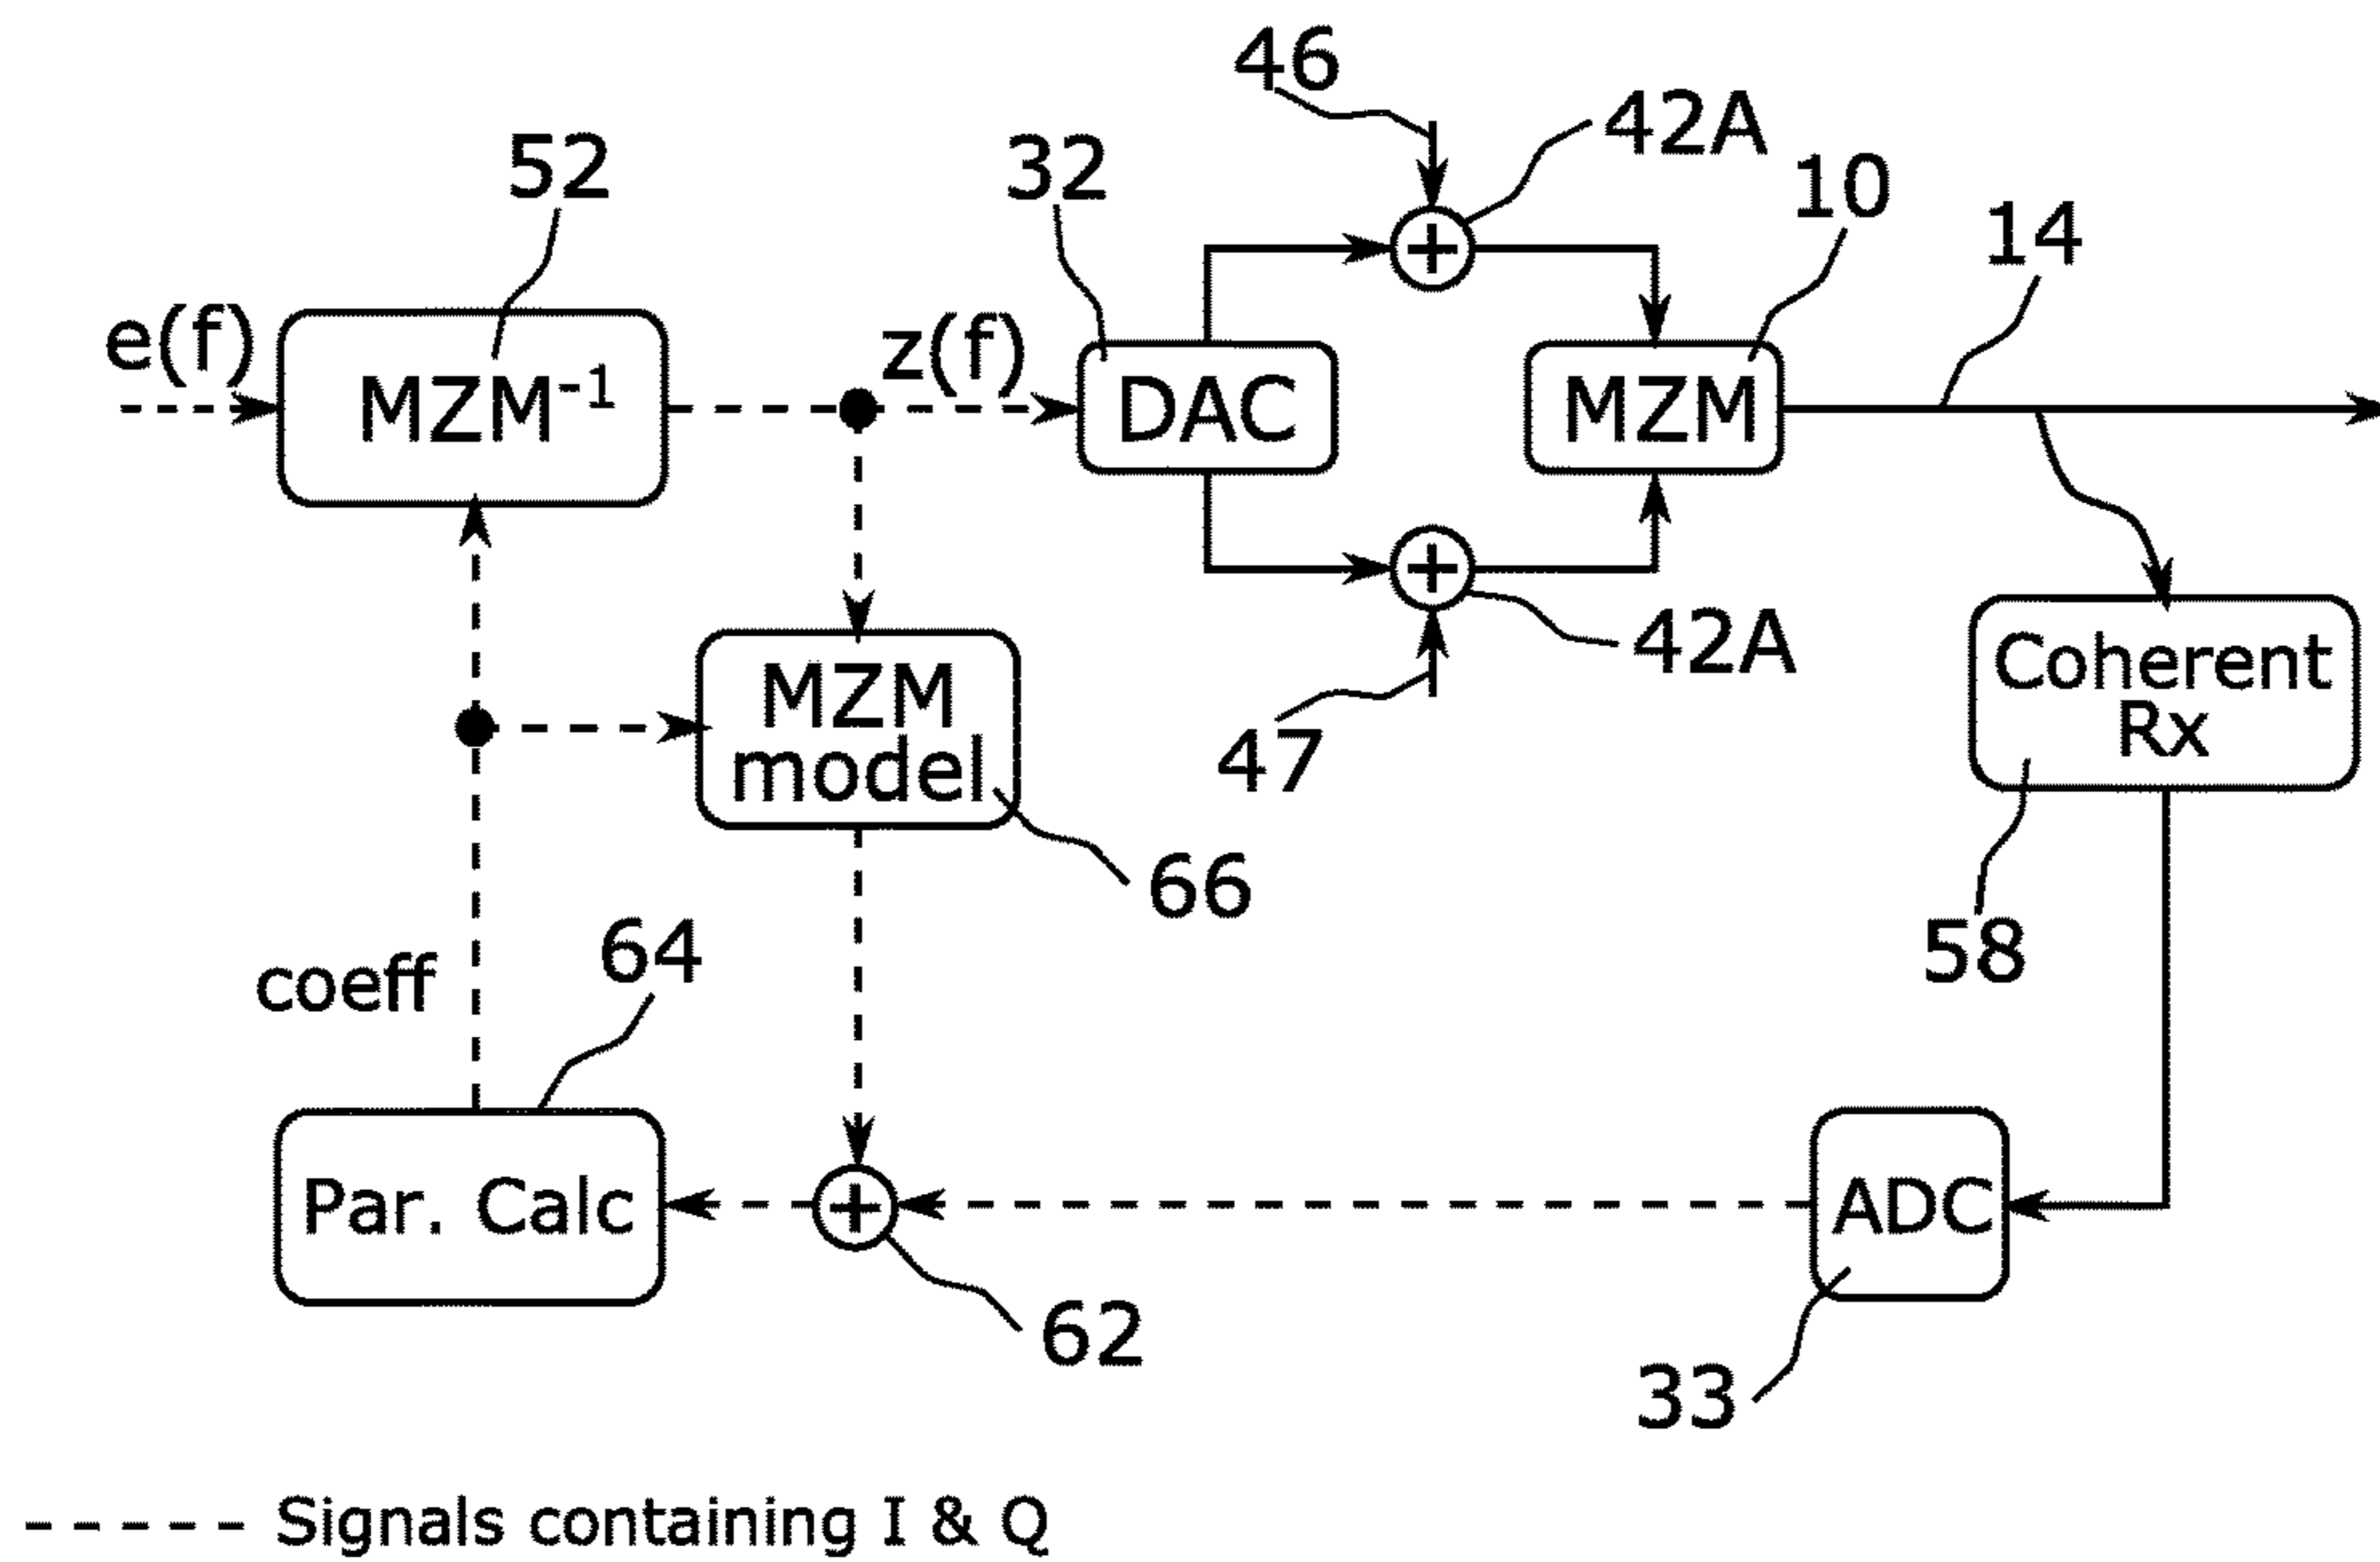 46
42A
52
32
10
14
e(f)
z(f)
MZM-1
DAC
MZM
42A
Coherent
Rx
MZM
model
47
66
64
58
coeff
Par. Calc
ADC
62
33
Signals containing I & Q